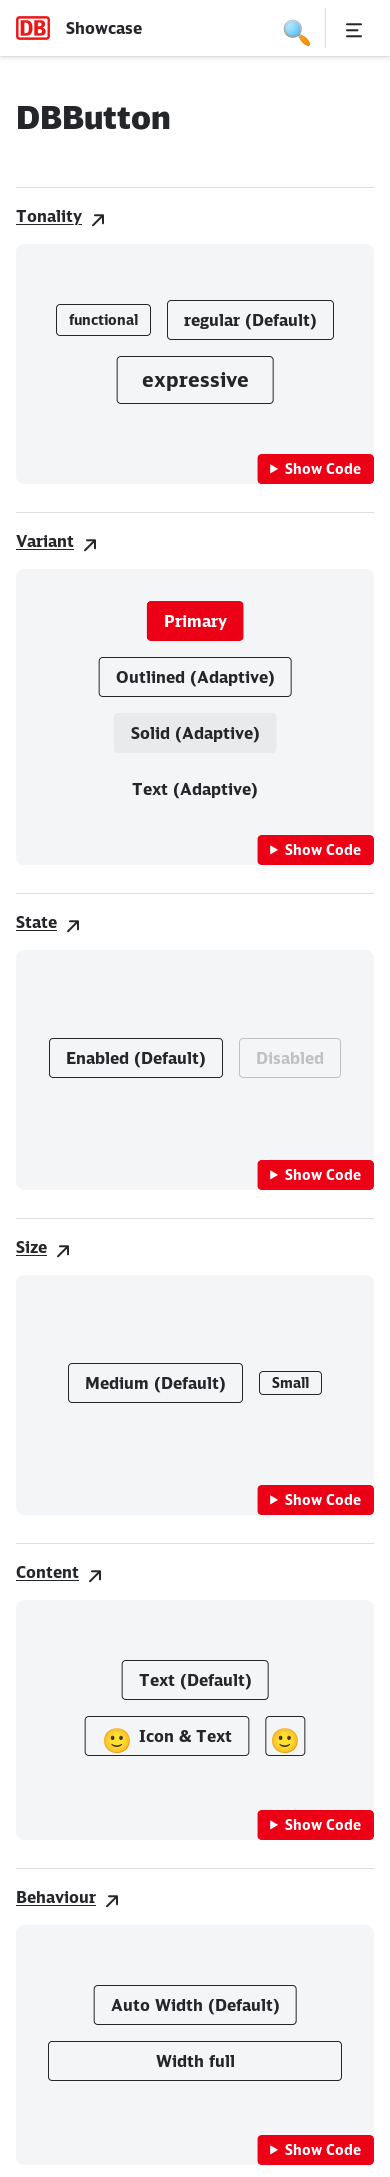 DB Showcase
DBButton
Tonality
functional regular (Default)
expressive
Show Code
Variant
Primary
Outlined (Adaptive)
Solid (Adaptive)
Text (Adaptive)
Show Code
State
Enabled (Default) Disabled
Show Code
Size
Medium (Default) Small
Show Code
Content
Text (Default)
Icon & Text
Show Code
Behaviour
Auto Width (Default)
Width full
Show Code